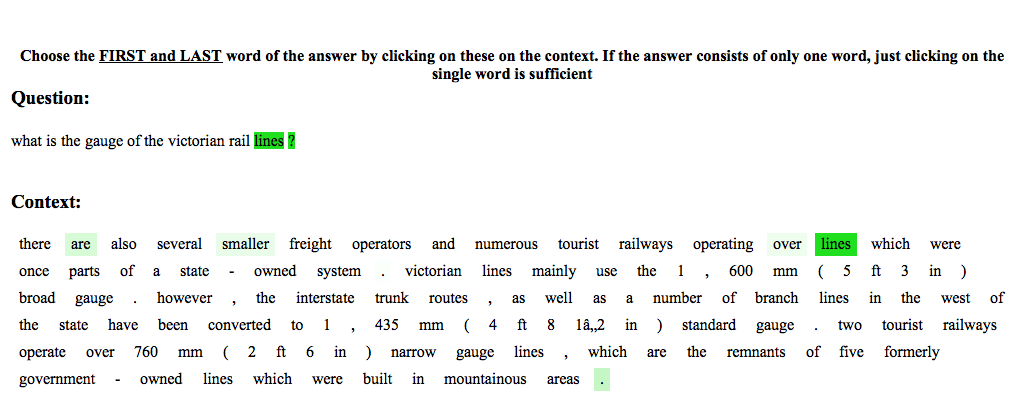 Choose the FIRST and LAST word of the answer by clicking on these on the context. If the answer consists of only one word, just clicking on the
single word is sufficient
Question:
what is the gauge of the victorian rail lines ?
Context:
there are also several smaller freight operators and numerous tourist railways operating over lines which were
once parts of a state - owned system . victorian lines mainly use the 1 , 600 mm ( 5 ft 3 in )
broad gauge . however , the interstate trunk routes , as well as a number of branch lines in the west of
the state have been converted to 1 , 435 mm ( 4 ft 8 1â„2 in ) standard gauge . two tourist railways
operate over 760 mm ( 2 ft 6 in ) narrow gauge lines , which are the remnants of five formerly
government - owned lines which were built in mountainous areas .